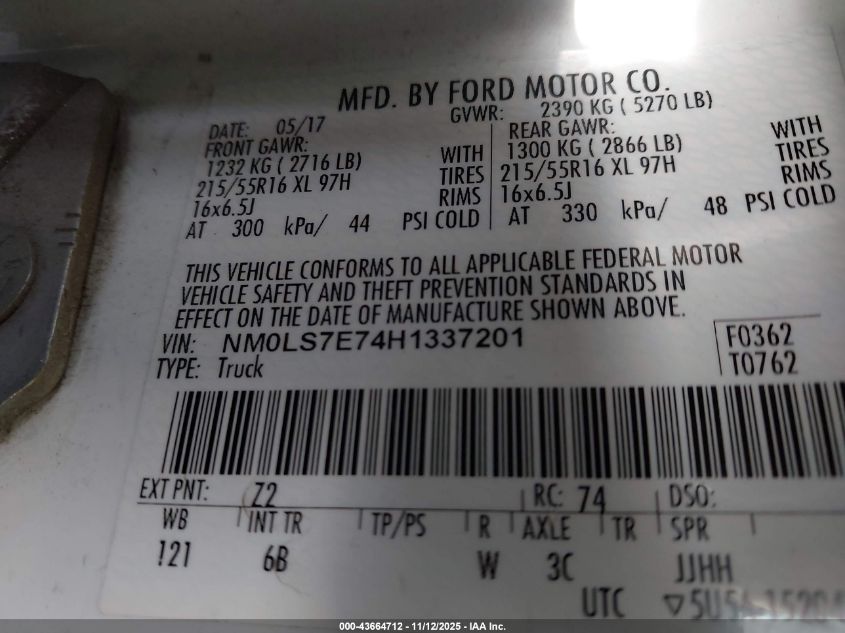 MFD. BY FORD MOTOR CO.
DATE: 05/17 GVWR: 2390 KG ( 5270 LB)
FRONT GAWR: REAR GAWR:
1232 KG ( 2716 LB) WITH 1300 KG ( 2866 LB) WITH
215/55R16 XL 97H TIRES 215/55R16 XL 97H TIRES
16x6.5J RIMS 16x6.5J RIMS
AT 300 kPa/ 44 PSI COLD AT 330 kPa/ 48 PSI COLD
THIS VEHICLE CONFORMS TO ALL APPLICABLE FEDERAL MOTOR
VEHICLE SAFETY AND THEFT PREVENTION STANDARDS IN
EFFECT ON THE DATE OF MANUFACTURE SHOWN ABOVE.
VIN: NM0LS7E74H1337201 F0362
TYPE: Truck T0762
EXT PNT: Z2 RC: 74 DSO:
WB INT TR TP/PS R AXLE TR SPR
121 6B W 3C JJHH
UTC
000-43664712 - 11/12/2025 - IAA Inc.